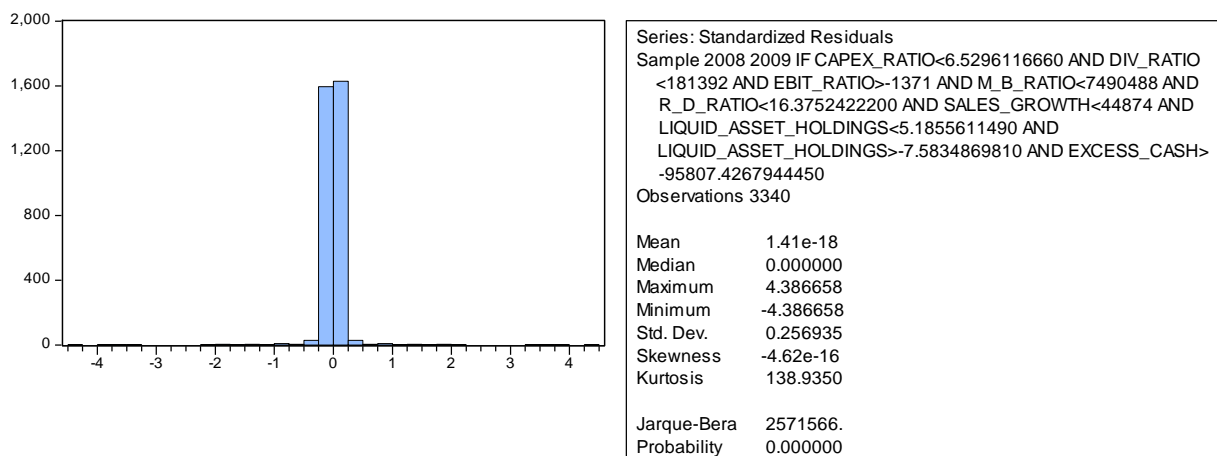 2,000
1,600
1,200
800
400
0
-4 -3 -2 -1 0 1 2 3 4
Series: Standardized Residuals
Sample 2008 2009 IF CAPEX_RATIO<6.5296116660 AND DIV_RATIO
<181392 AND EBIT_RATIO>-1371 AND M_B_RATIO<7490488 AND
R_D_RATIO<16.3752422200 AND SALES_GROWTH<44874 AND
LIQUID_ASSET_HOLDINGS<5.1855611490 AND
LIQUID_ASSET_HOLDINGS>-7.5834869810 AND EXCESS_CASH>
-95807.4267944450
Observations 3340
Mean 1.41e-18
Median 0.000000
Maximum 4.386658
Minimum -4.386658
Std. Dev. 0.256935
Skewness -4.62e-16
Kurtosis 138.9350
Jarque-Bera 2571566.
Probability 0.000000